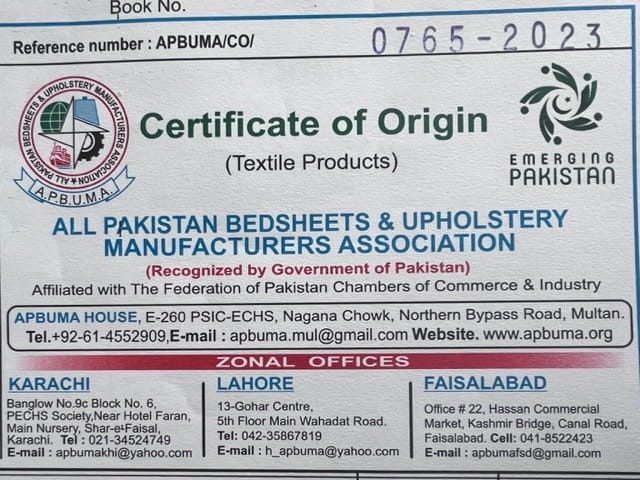 Book No.
Reference number : APBUMA/CO/ 0765-2023
ALL PAKISTAN BEDSHEETS & UPHOLSTERY MANUFACTURERS ASSOCIATION
A.P.B.U.M.A.
Certificate of Origin
(Textile Products)
EMERGING
PAKISTAN
ALL PAKISTAN BEDSHEETS & UPHOLSTERY
MANUFACTURERS ASSOCIATION
(Recognized by Government of Pakistan)
Affiliated with The Federation of Pakistan Chambers of Commerce & Industry
APBUMA HOUSE, E-260 PSIC-ECHS, Nagana Chowk, Northern Bypass Road, Multan.
Tel.+92-61-4552909,E-mail : apbuma.mul@gmail.com Website. www.apbuma.org
ZONAL OFFICES
KARACHI
Banglow No.9c Block No. 6,
PECHS Society,Near Hotel Faran,
Main Nursery, Shar-e-Faisal,
Karachi. Tel : 021-34524749
E-mail : apbumakhi@yahoo.com
LAHORE
13-Gohar Centre,
5th Floor Main Wahadat Road.
Tel: 042-35867819
E-mail : h_apbuma@yahoo.com
FAISALABAD
Office # 22, Hassan Commercial
Market, Kashmir Bridge, Canal Road,
Faisalabad. Cell: 041-8522423
E-mail : apbumafsd@gmail.com